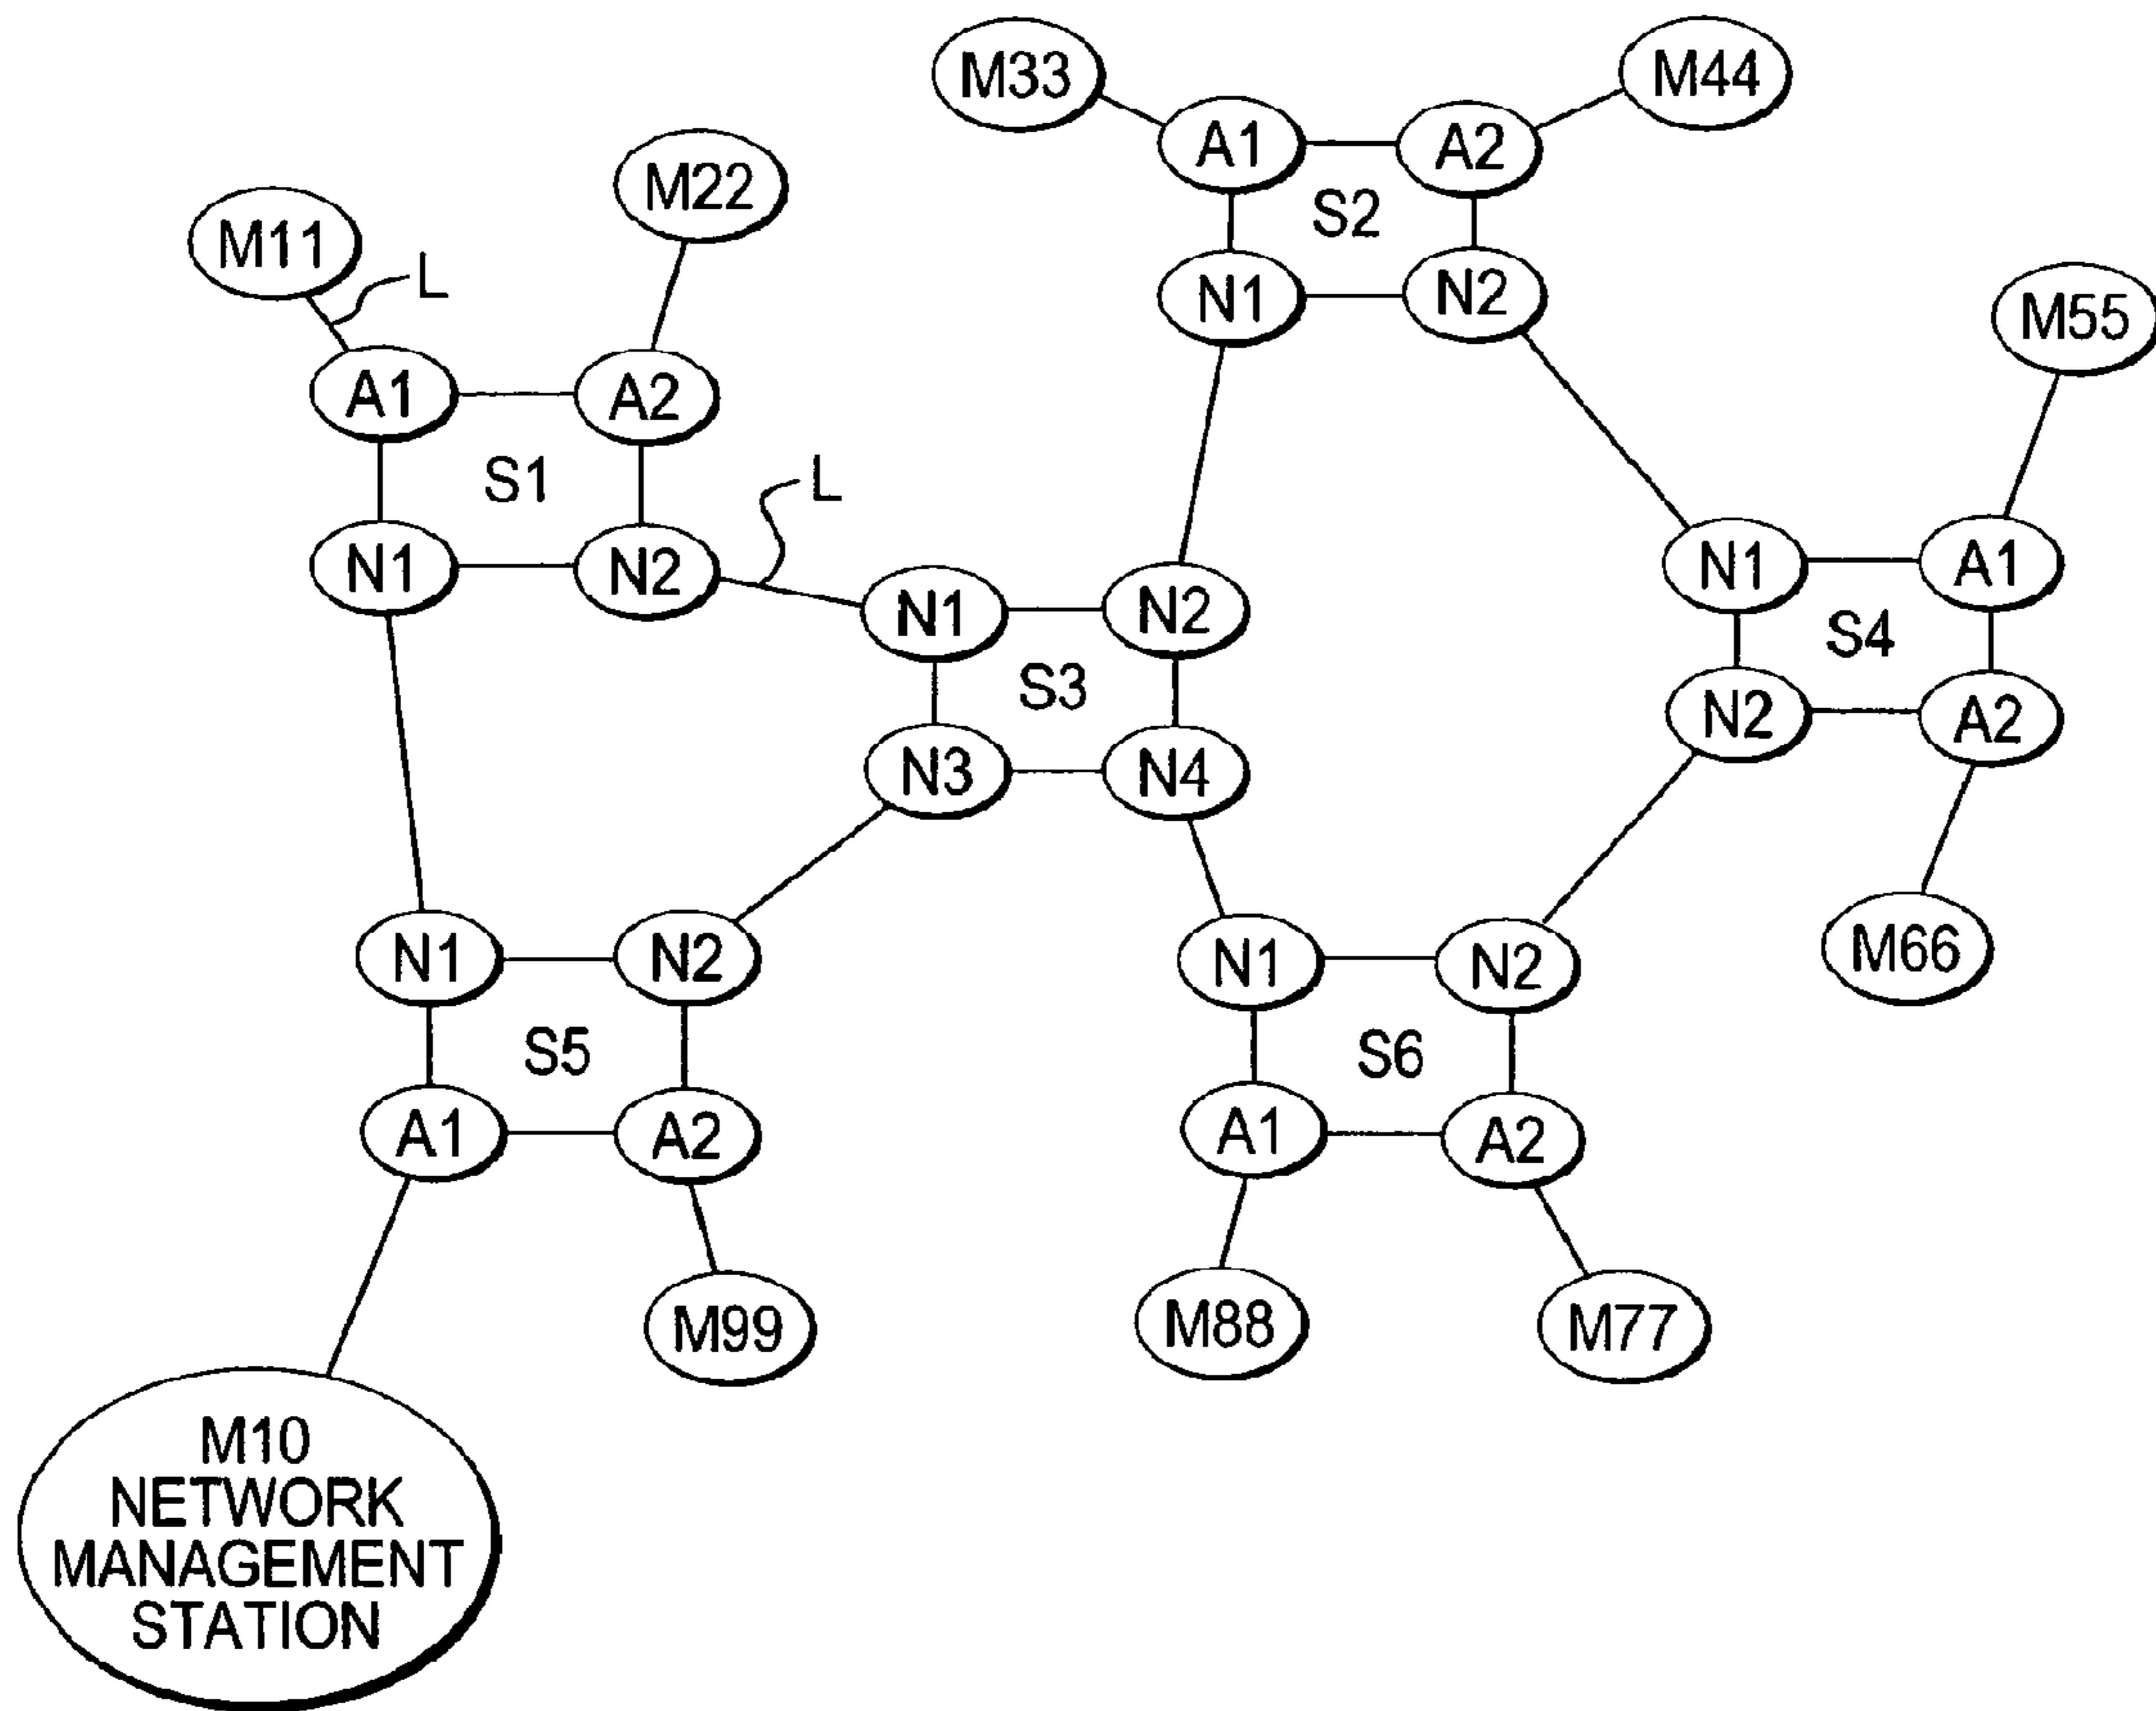 M33
M44
A1
A2
M22
S2
M11
L
N1
N2
M55
A1
A2
S1
L
N1
N2
N1
N2
N1
A1
S3
S4
N3
N4
N2
A2
N1
N2
N1
N2
M66
S5
S6
A1
A2
A1
A2
M99
M88
M77
M10
NETWORK
MANAGEMENT
STATION